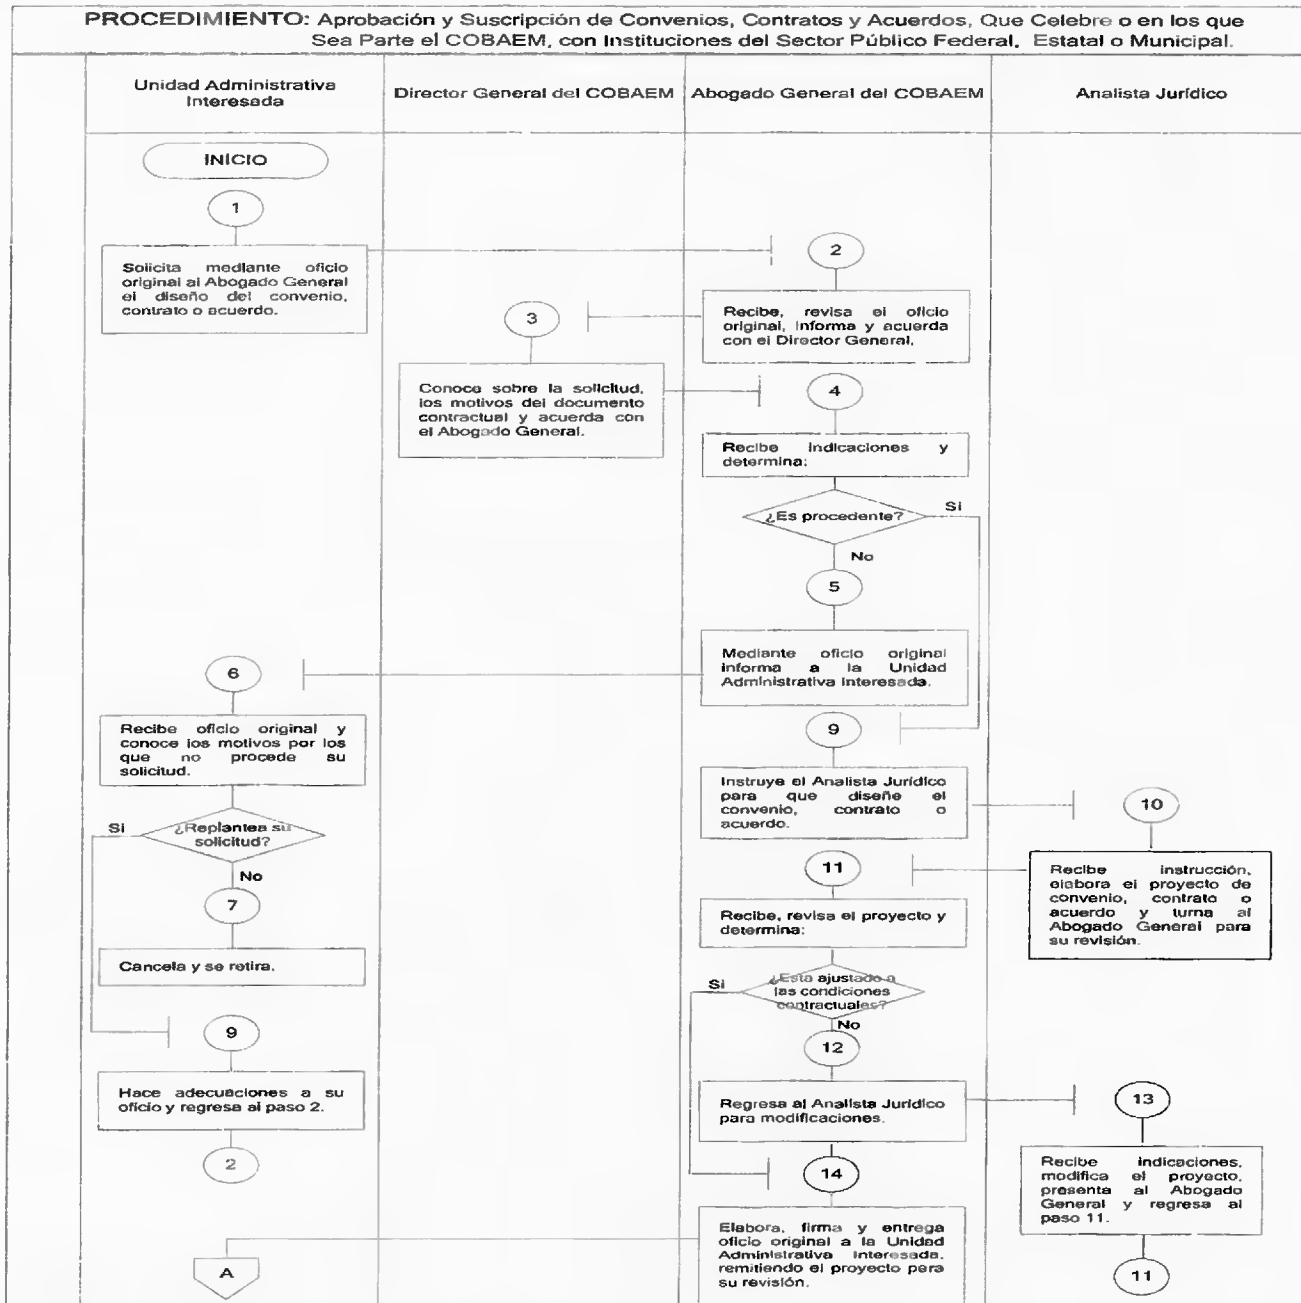 PROCEDIMIENTO: Aprobación y Suscripción de Convenios, Contratos y Acuerdos, Que Celebre o en los que
Sea Parte el COBAEM, con Instituciones del Sector Público Federal, Estatal o Municipal.
Unidad Administrativa
Interesada
Director General del COBAEM
Abogado General del COBAEM
Analista Jurídico
INÍCIO
1
Solicita mediante oficio
original al Abogado General
el diseño del convenio,
contrato o acuerdo.
2
Recibe, revisa el oficio
original, informa y acuerda
con el Director General,
3
Conoce sobre la solicitud,
los motivos del documento
contractual y acuerda con
el Abogado General.
4
Recibe indicaciones y
determina:
¿Es procedente?
Si
No
5
Mediante oficio original
informa a la Unidad
Administrativa Interesada.
6
Recibe oficio original y
conoce los motivos por los
que no procede su
solicitud.
¿Replantea su
solicitud?
Si
No
7
Cancela y se retira.
9
Hace adecuaciones a su
oficio y regresa al paso 2.
2
9
Instruye el Analista Jurídico
para que diseñe el
convenio, contrato o
acuerdo.
10
Recibe instrucción,
elabora el proyecto de
convenio, contrato o
acuerdo y turna al
Abogado General para
su revisión.
11
Recibe, revisa el proyecto y
determina:
¿Esta ajustado a
las condiciones
contractuales?
Si
No
12
Regresa al Analista Jurídico
para modificaciones.
13
Recibe indicaciones,
modifica el proyecto,
presenta al Abogado
General y regresa al
paso 11.
11
14
Elabora, firma y entrega
oficio original a la Unidad
Administrativa Interesada,
remitiendo el proyecto para
su revisión.
A